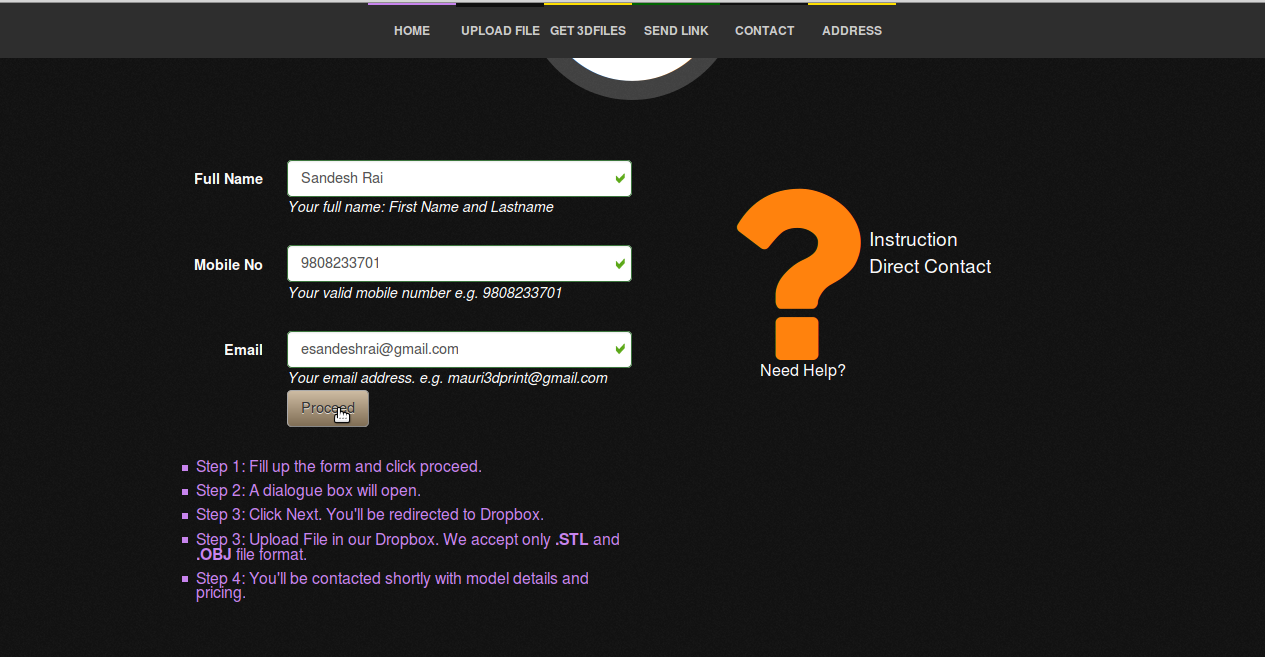 HOME UPLOAD FILE GET 3DFILES SEND LINK CONTACT ADDRESS
Full Name Sandesh Rai
Your full name: First Name and Lastname
Mobile No 9808233701
Your valid mobile number e.g. 9808233701
Email esandeshrai@gmail.com
Your email address. e.g. mauri3dprint@gmail.com
Proceed
Instruction
Direct Contact
Need Help?
Step 1: Fill up the form and click proceed.
Step 2: A dialogue box will open.
Step 3: Click Next. You'll be redirected to Dropbox.
Step 3: Upload File in our Dropbox. We accept only .STL and
.OBJ file format.
Step 4: You'll be contacted shortly with model details and
pricing.